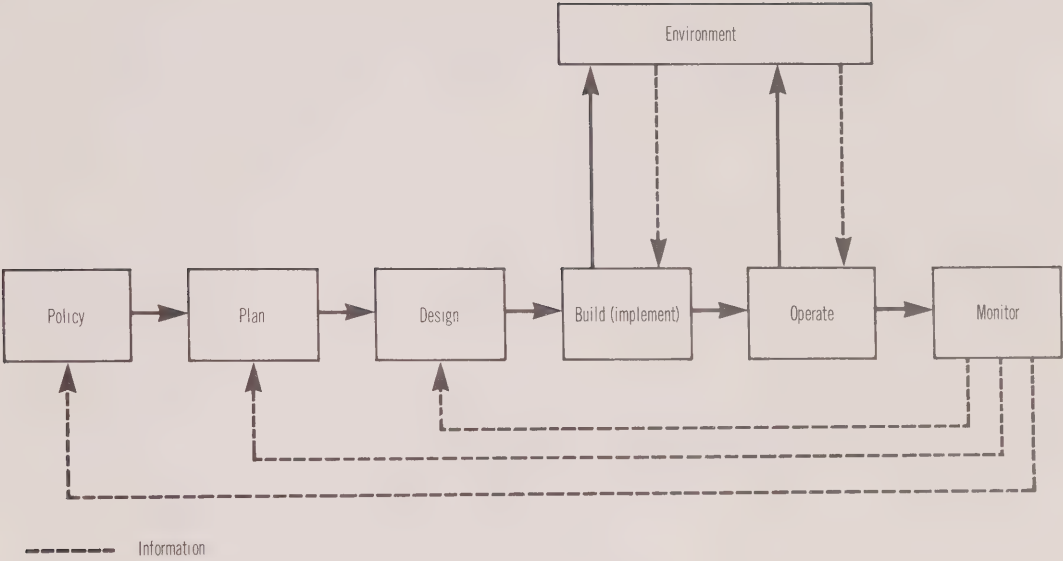 Environment
Policy
Plan
Design
Build (implement)
Operate
Monitor
Information